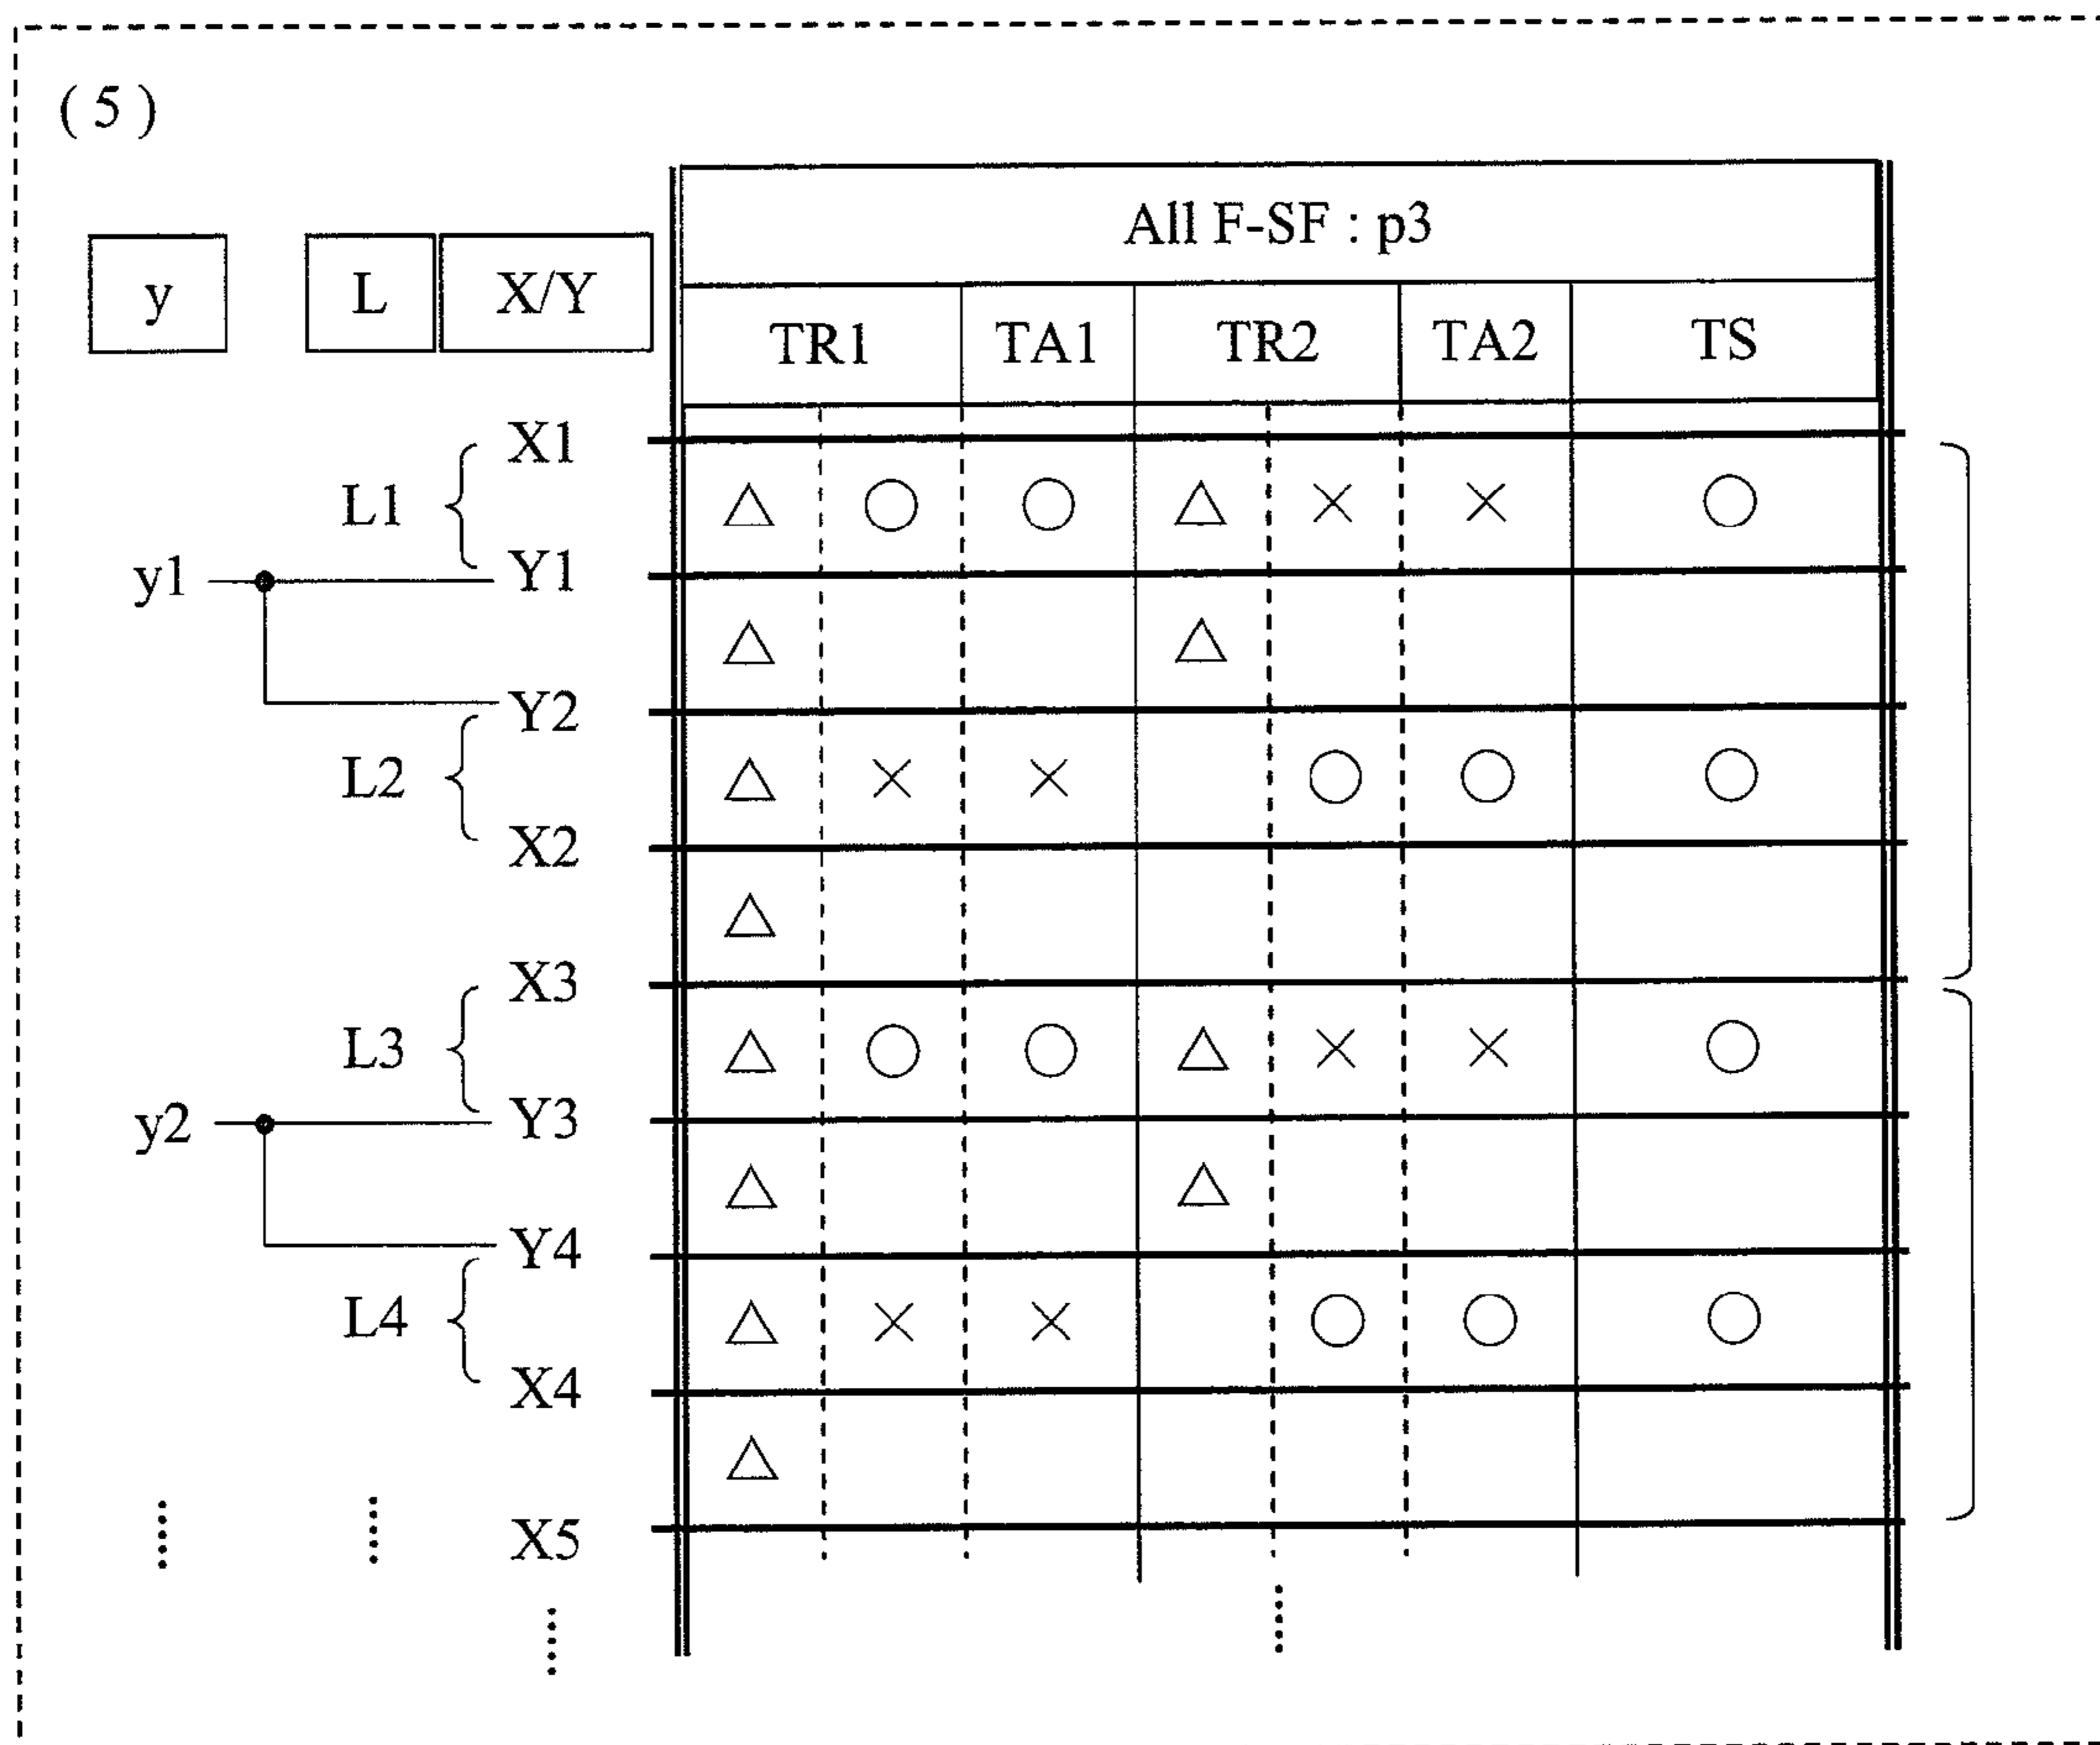 ( 5 )
All F-SF : p3
y L X/Y
TR1 TA1 TR2 TA2 TS
X1
L1
y1 Y1
Y2
L2
X2
X3
L3
y2 Y3
Y4
L4
X4
X5